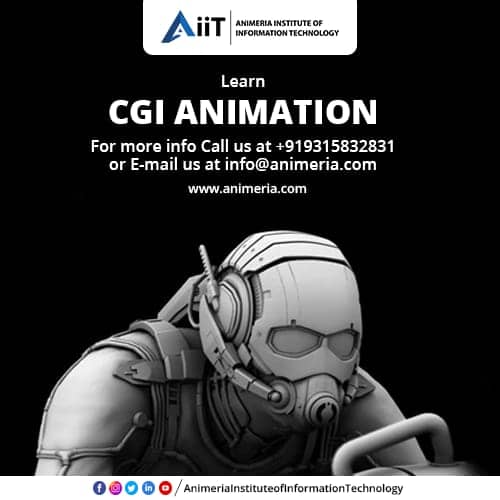 AiiT
ANIMERIA INSTITUTE OF
INFORMATION TECHNOLOGY
Learn
CGI ANIMATION
For more info Call us at +919315832831
or E-mail us at info@animeria.com
www.animeria.com
/AnimeriaInstituteofInformationTechnology